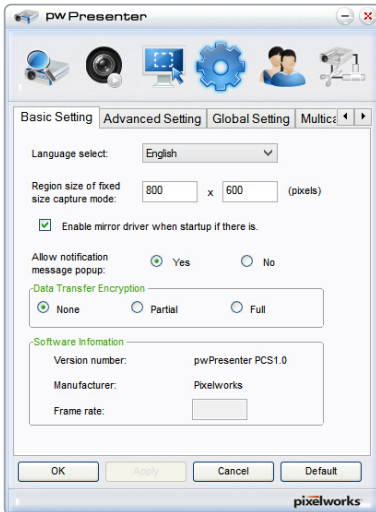 pwPresenter
Basic Setting Advanced Setting Global Setting Multica
Language select: English
Region size of fixed
size capture mode: 800 x 600 (pixels)
Enable mirror driver when startup if there is.
Allow notification
message popup: Yes No
Data Transfer Encryption
None Partial Full
Software Infomation
Version number: pwPresenter PCS1.0
Manufacturer: Pixelworks
Frame rate:
OK Apply Cancel Default
pixelworks